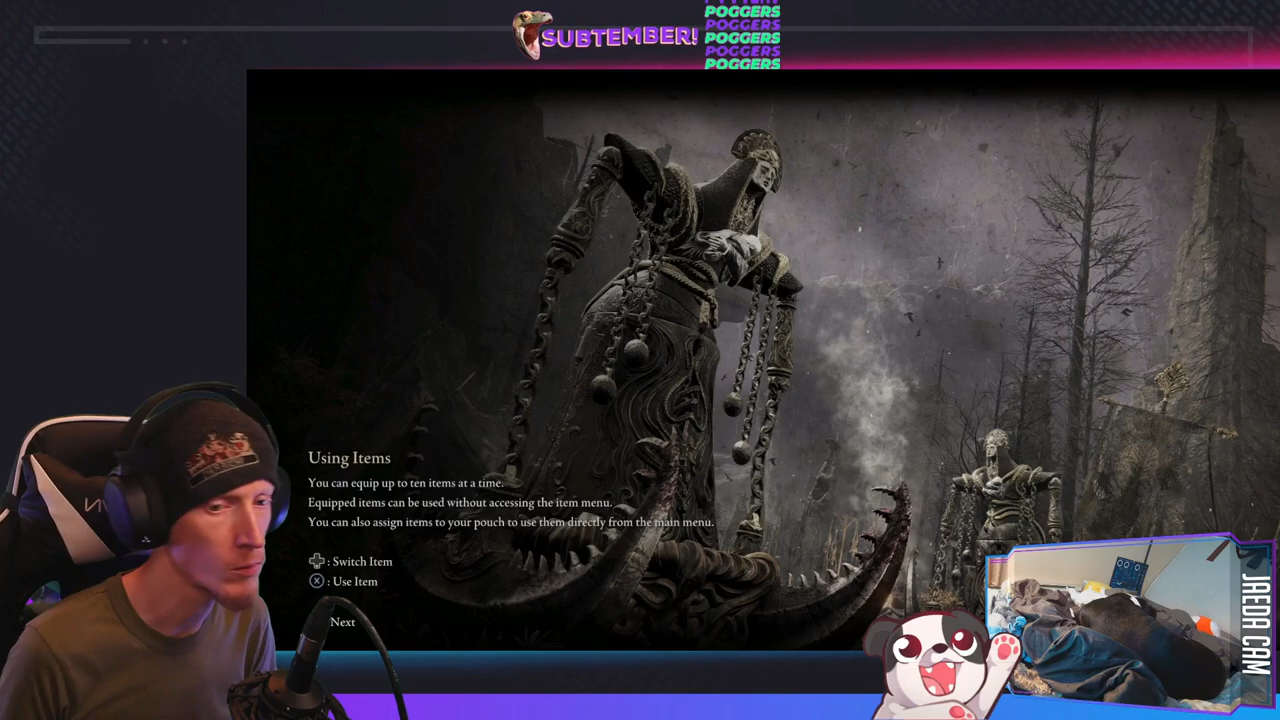 POGGERS
POGGERS
SUBTEMBER! POGGERS
POGGERS
POGGERS
Using Items
You can equip up to ten items at a time.
Equipped items can be used without accessing the item menu.
You can also assign items to your pouch to use them directly from the main menu.
: Switch Item
X : Use Item
Next
JAEDA CAM